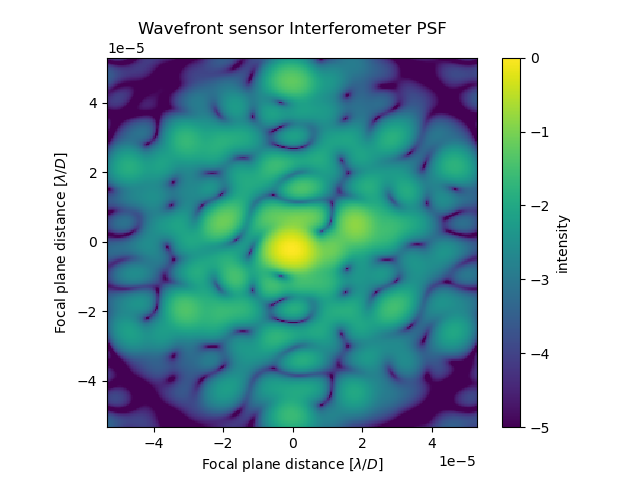 Wavefront sensor Interferometer PSF
1e−5
4
2
0
−2
−4
Focal plane distance [λ/D]
−4
−2
0
2
4
1e−5
Focal plane distance [λ/D]
0
−1
−2
−3
−4
−5
intensity